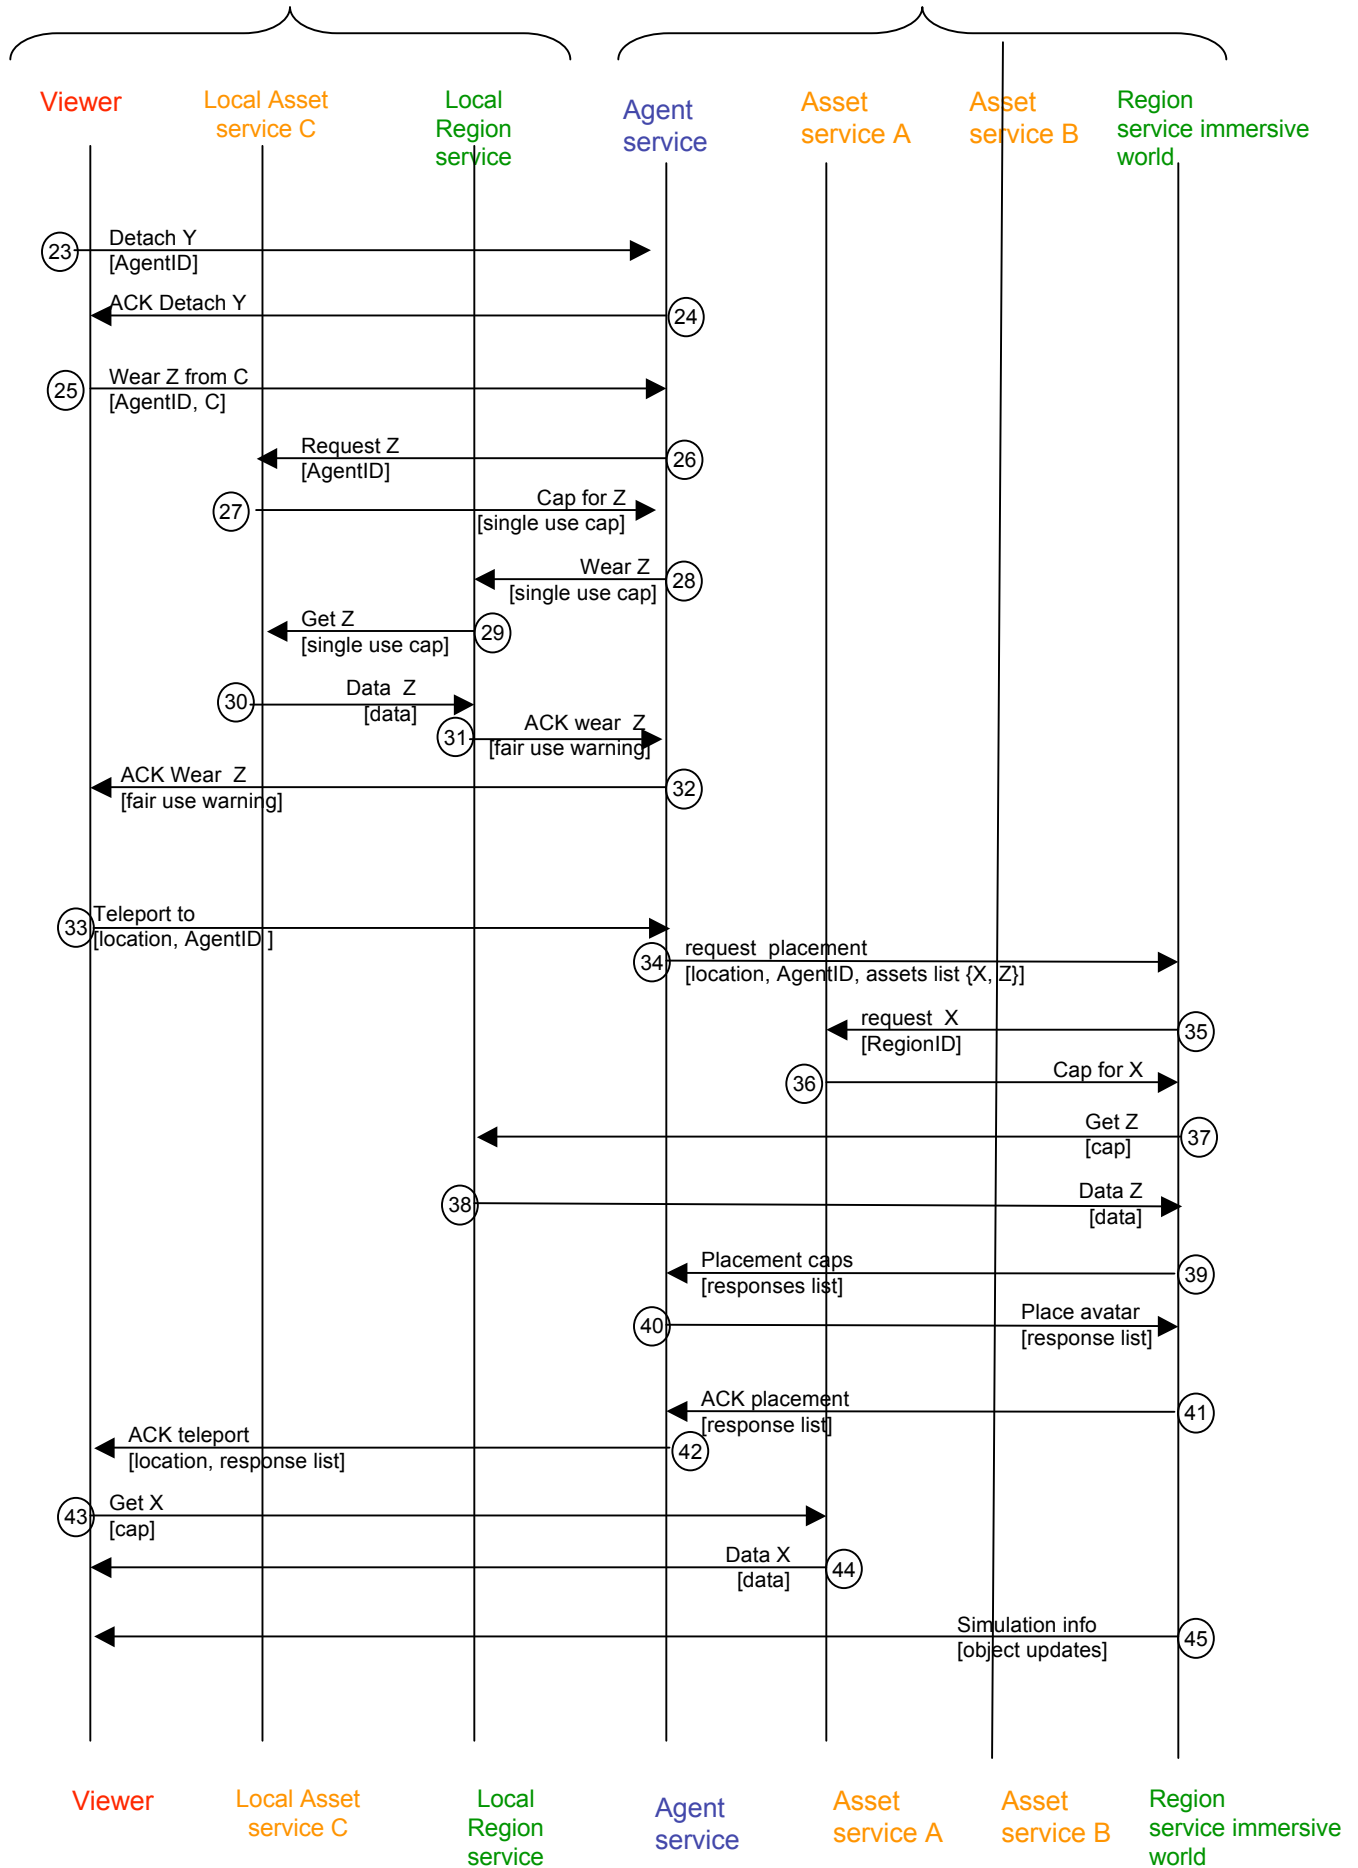 Viewer
Local Asset
service C
Local
Region
service
Agent
service
Asset
service A
Asset
service B
Region
service immersive
world
23
Detach Y
[AgentID]
ACK Detach Y
24
25
Wear Z from C
[AgentID, C]
Request Z
[AgentID]
26
27
Cap for Z
[single use cap]
Wear Z
[single use cap]
28
Get Z
[single use cap]
29
30
Data Z
[data]
31
ACK wear Z
[fair use warning]
ACK Wear Z
[fair use warning]
32
33
Teleport to
[location, AgentID ]
34
request placement
[location, AgentID, assets list {X, Z}]
request X
[RegionID]
35
36
Cap for X
Get Z
[cap]
37
38
Data Z
[data]
Placement caps
[responses list]
39
40
Place avatar
[response list]
ACK placement
[response list]
41
ACK teleport
[location, response list]
42
43
Get X
[cap]
Data X
[data]
44
Simulation info
[object updates]
45
Viewer
Local Asset
service C
Local
Region
service
Agent
service
Asset
service A
Asset
service B
Region
service immersive
world